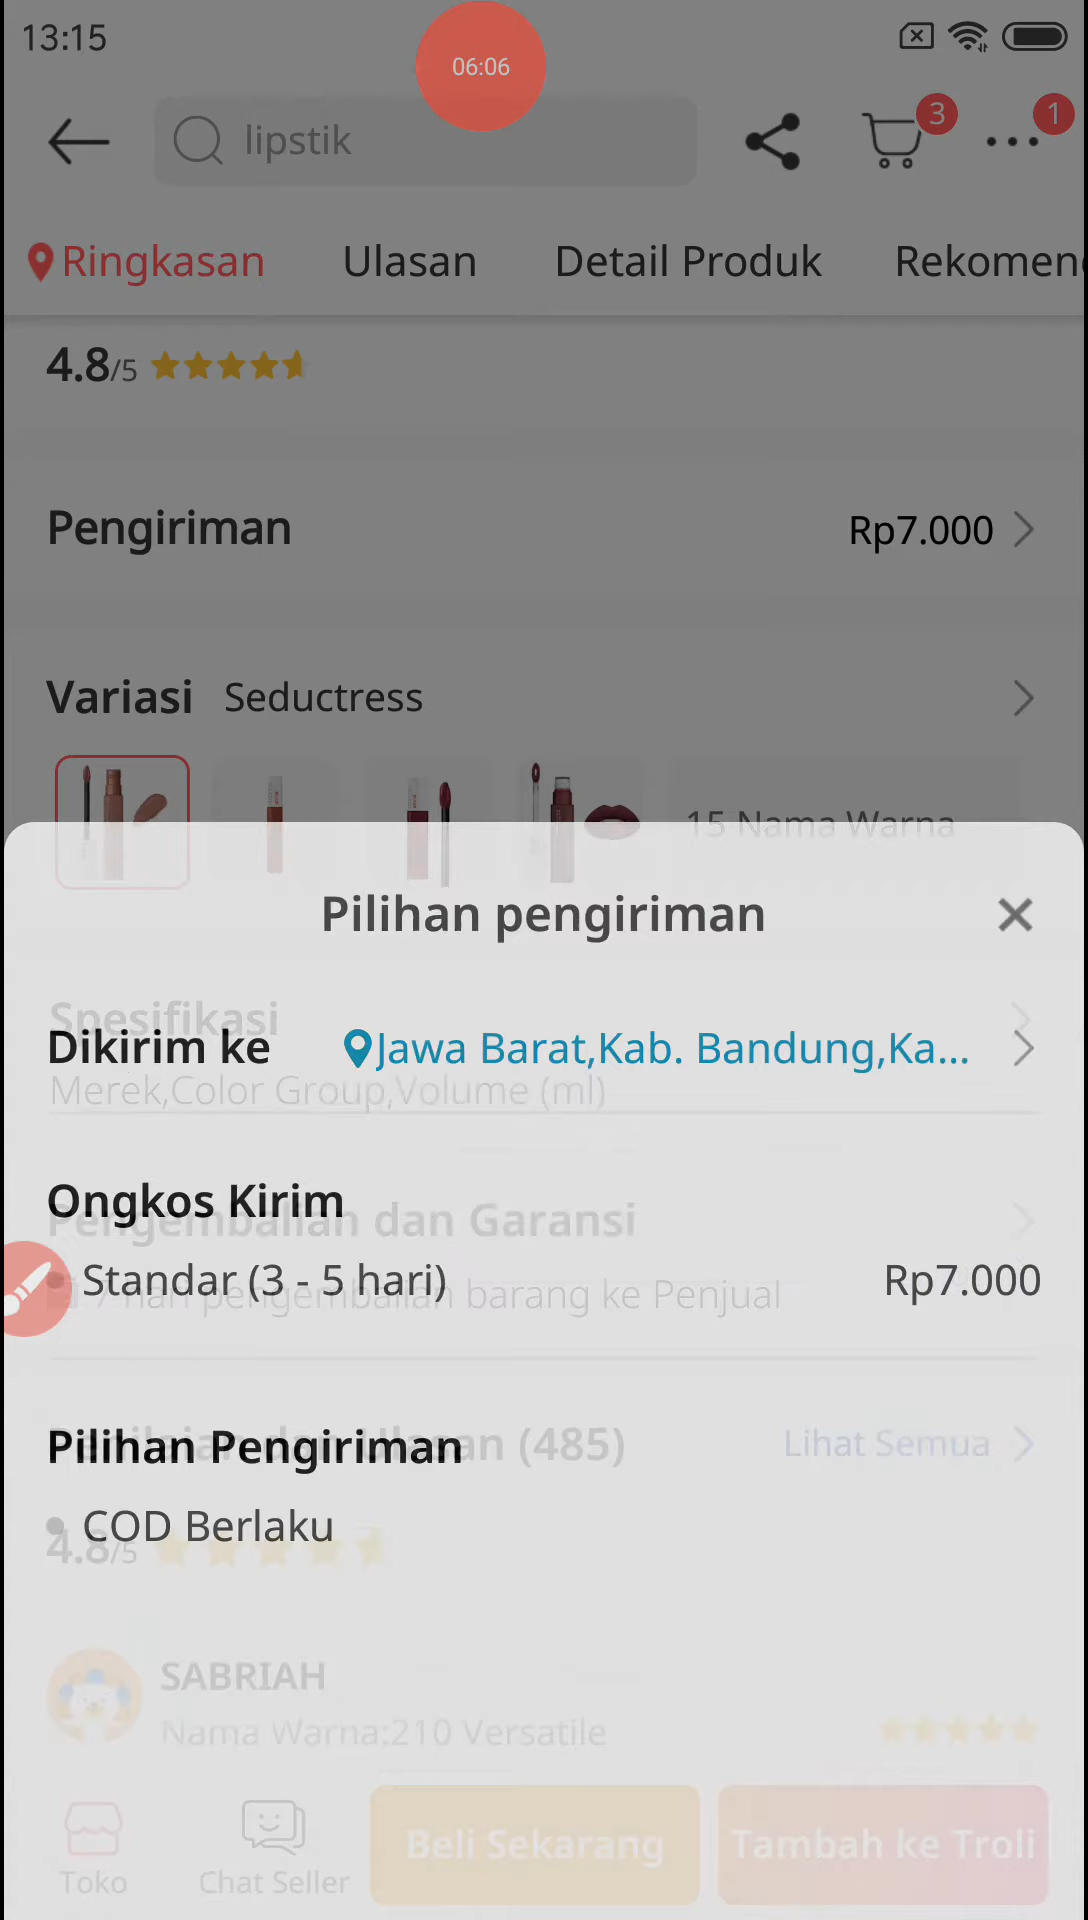 13:15
06:06
lipstik
3
1
Ringkasan
Ulasan
Detail Produk
Rekomen
4.8/5
Pengiriman
Rp7.000
Variasi Seductress
15 Nama Warna
Pilihan pengiriman
Spesifikasi
Dikirim ke
Jawa Barat,Kab. Bandung,Ka...
Merek,Color Group,Volume (ml)
Ongkos Kirim
Pengembalian dan Garansi
Standar (3 - 5 hari)
Rp7.000
7 hari pengembalian barang ke Penjual
Pilihan Pengiriman
Penilaian dan Ulasan (485)
Lihat Semua
COD Berlaku
4.8/5
SABRIAH
Nama Warna:210 Versatile
Toko
Chat Seller
Beli Sekarang
Tambah ke Troli